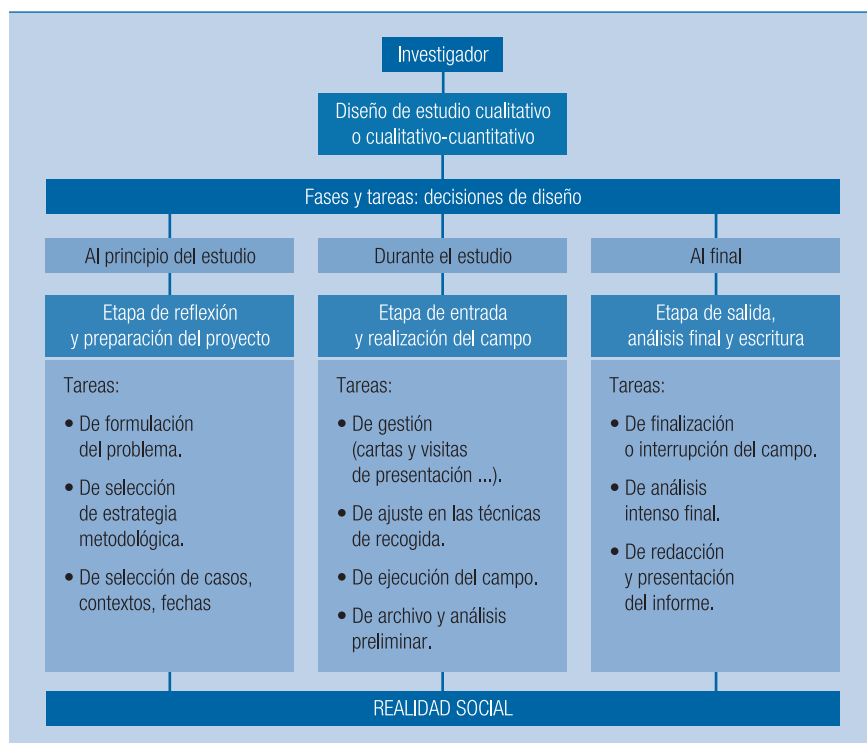 Investigador
Diseño de estudio cualitativo
o cualitativo-cuantitativo
Fases y tareas: decisiones de diseño
Al principio del estudio
Etapa de reflexión
y preparación del proyecto
Tareas:
• De formulación
del problema.
• De selección
de estrategia
metodológica.
• De selección de casos,
contextos, fechas
Durante el estudio
Etapa de entrada
y realización del campo
Tareas:
• De gestión
(cartas y visitas
de presentación ...).
• De ajuste en las técnicas
de recogida.
• De ejecución del campo.
• De archivo y análisis
preliminar.
Al final
Etapa de salida,
análisis final y escritura
Tareas:
• De finalización
o interrupción del campo.
• De análisis
intenso final.
• De redacción
y presentación
del informe.
REALIDAD SOCIAL